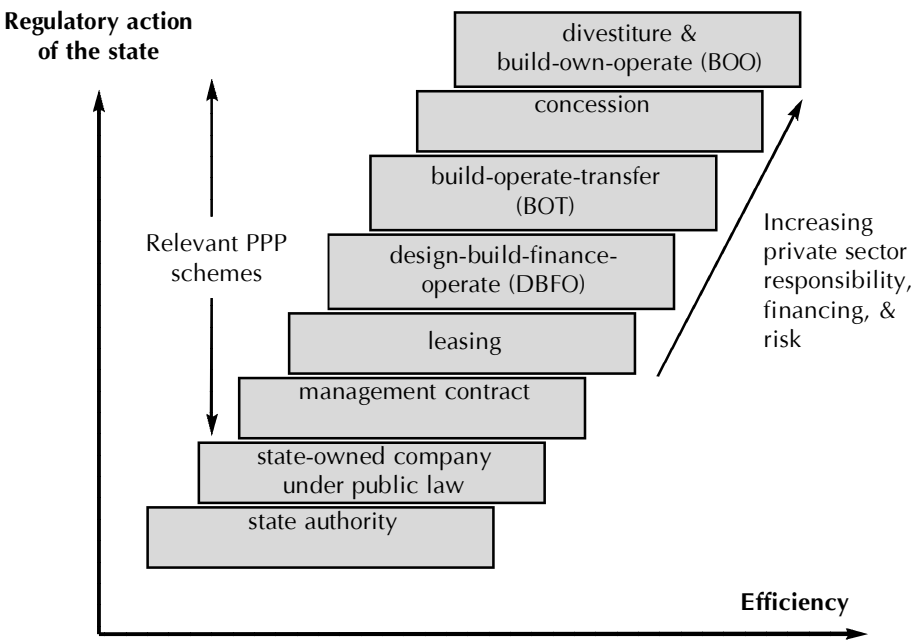 Regulatory action
of the state
divestiture &
build-own-operate (BOO)
concession
build-operate-transfer
(BOT)
Relevant PPP
schemes
design-build-finance-
operate (DBFO)
Increasing
private sector
responsibility,
financing, &
risk
leasing
management contract
state-owned company
under public law
state authority
Efficiency